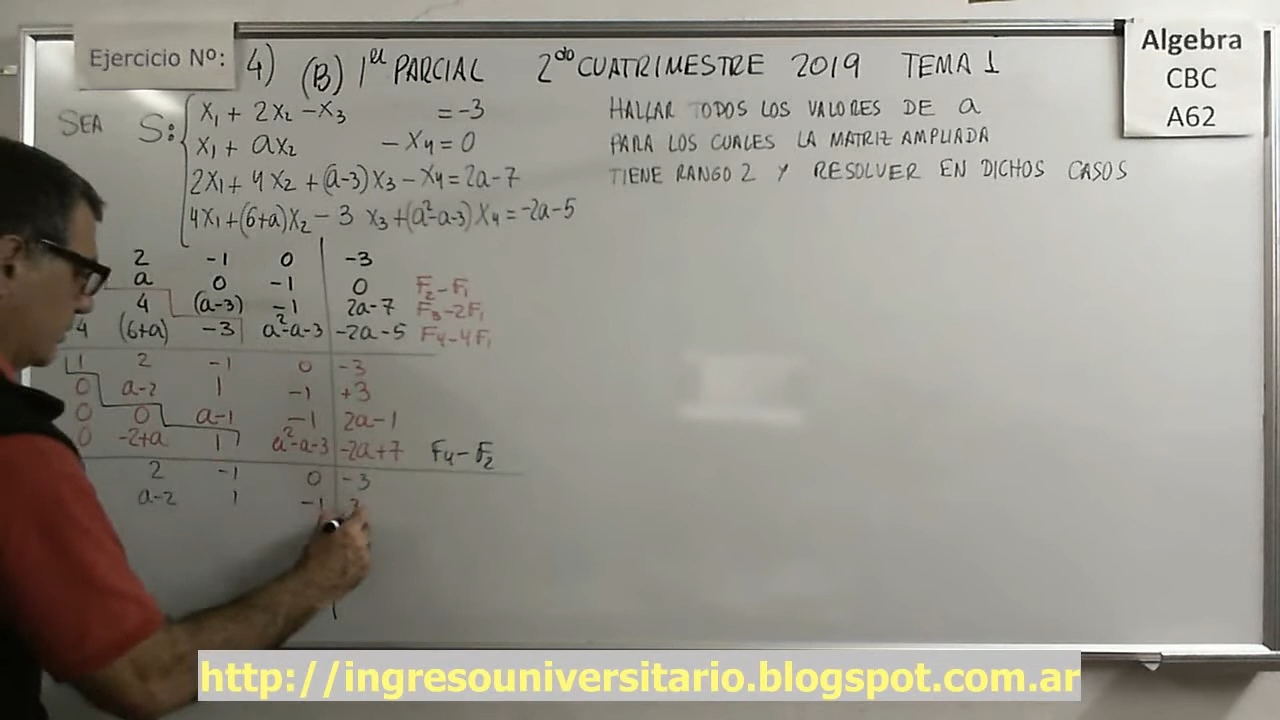 Ejercicio Nº: 4) (B) 1er PARCIAL 2do CUATRIMESTRE 2019 TEMA 1
Algebra
CBC
A62
SEA S: x₁ + 2x₂ - x₃ = -3
x₁ + ax₂ - x₄ = 0
2x₁ + 4x₂ + (a-3)x₃ - x₄ = 2a-7
4x₁ + (6+a)x₂ - 3 x₃ + (a²-a-3)x₄ = -2a-5
HALLAR TODOS LOS VALORES DE a
PARA LOS CUALES LA MATRIZ AMPLIADA
TIENE RANGO 2 Y RESOLVER EN DICHOS CASOS
2 -1 0 -3
a 0 -1 0 F₂-F₁
4 (a-3) -1 2a-7 F₃-2F₁
4 (6+a) -3 a²-a-3 -2a-5 F₄-4F₁
1 2 -1 0 -3
0 a-2 1 -1 +3
0 0 a-1 -1 2a-1
0 -2+a 1 a²-a-3 -2a+7 F₄-F₂
2 -1 0 -3
a-2 1 -1
http://ingresouniversitario.blogspot.com.ar